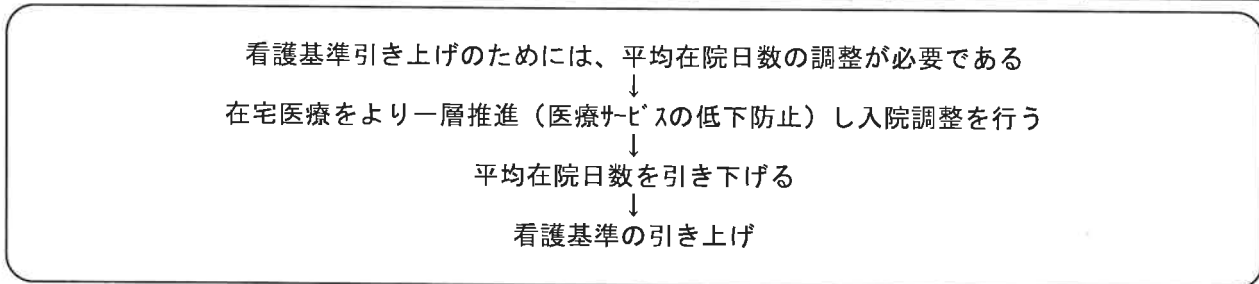 看護基準引き上げのためには、平均在院日数の調整が必要である
↓
在宅医療をより一層推進（医療ｻｰﾋﾞｽの低下防止）し入院調整を行う
↓
平均在院日数を引き下げる
↓
看護基準の引き上げ